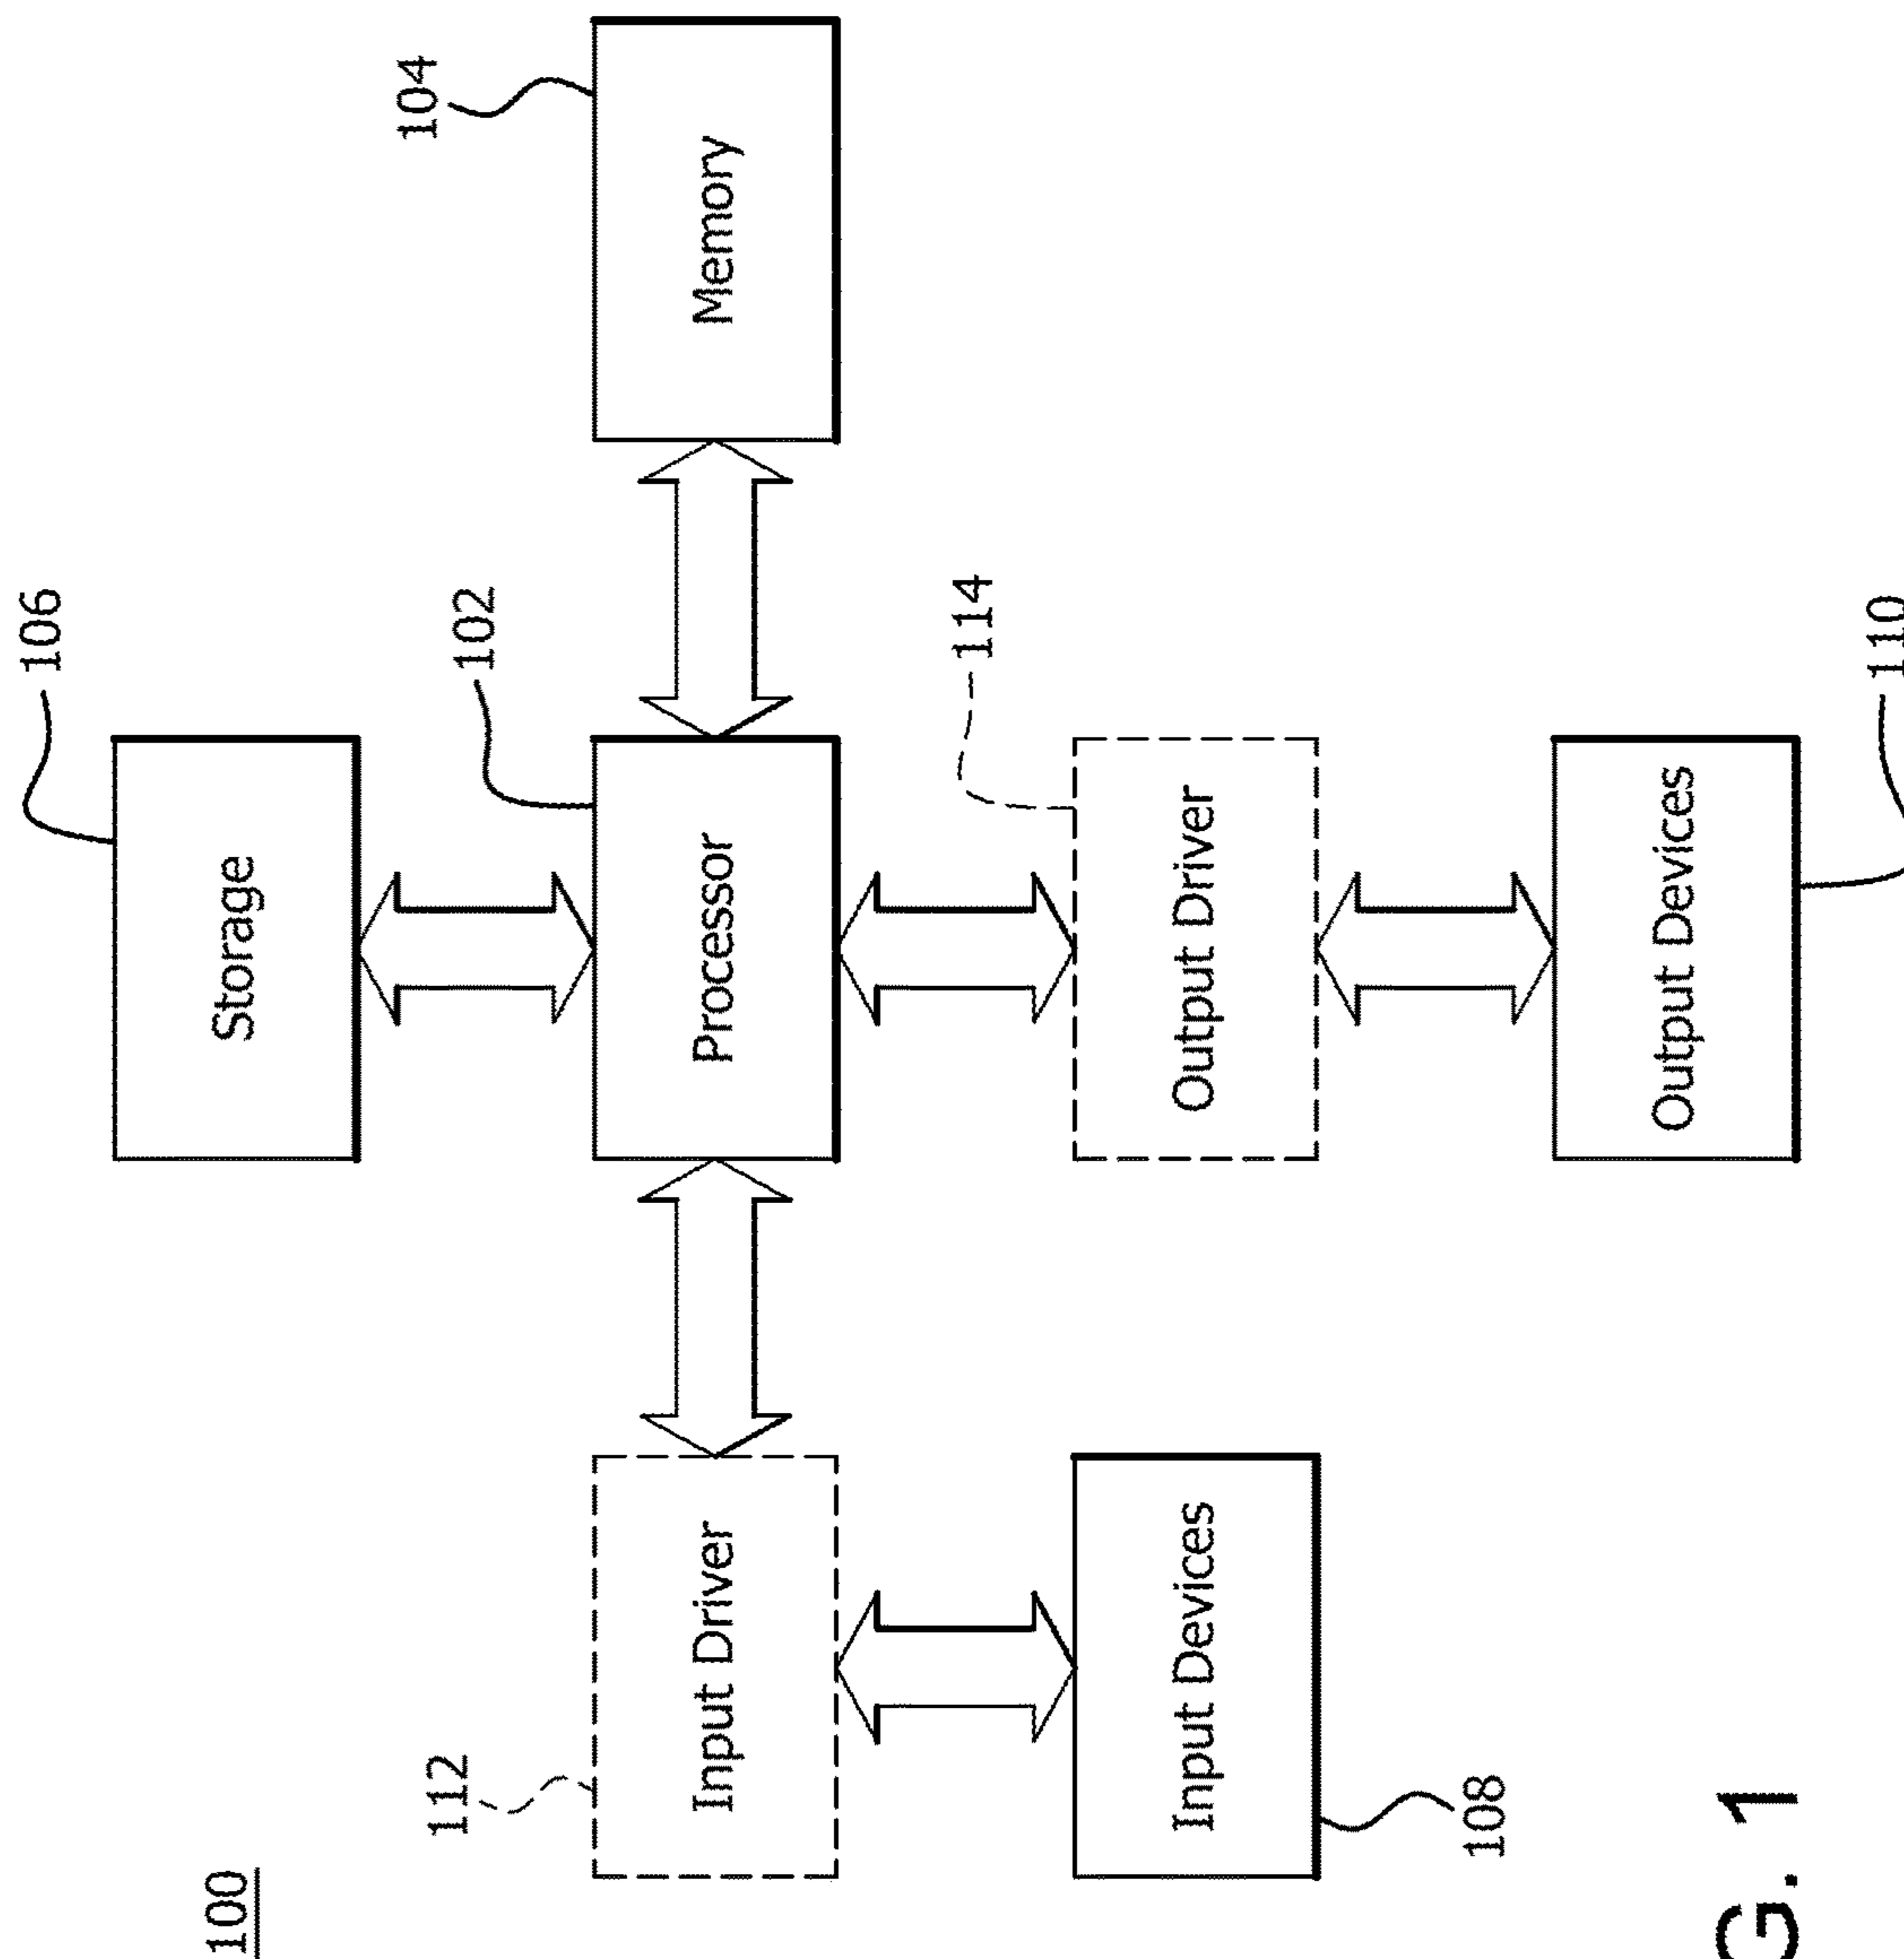 106
100
Storage
104
112
102
Input Driver
Processor
Memory
114
Input Devices
Output Driver
108
Output Devices
G. 1
110